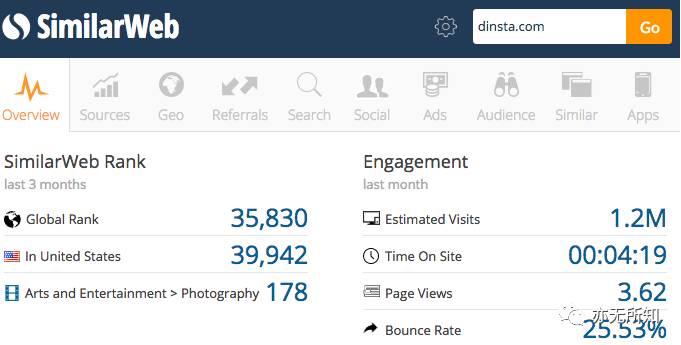 SimilarWeb
dinsta.com
Go
Overview
Sources
Geo
Referrals
Search
Social
Ads
Audience
Similar
Apps
SimilarWeb Rank
last 3 months
Global Rank 35,830
In United States 39,942
Arts and Entertainment > Photography 178
Engagement
last month
Estimated Visits 1.2M
Time On Site 00:04:19
Page Views 3.62
Bounce Rate 25.53%
亦无所知